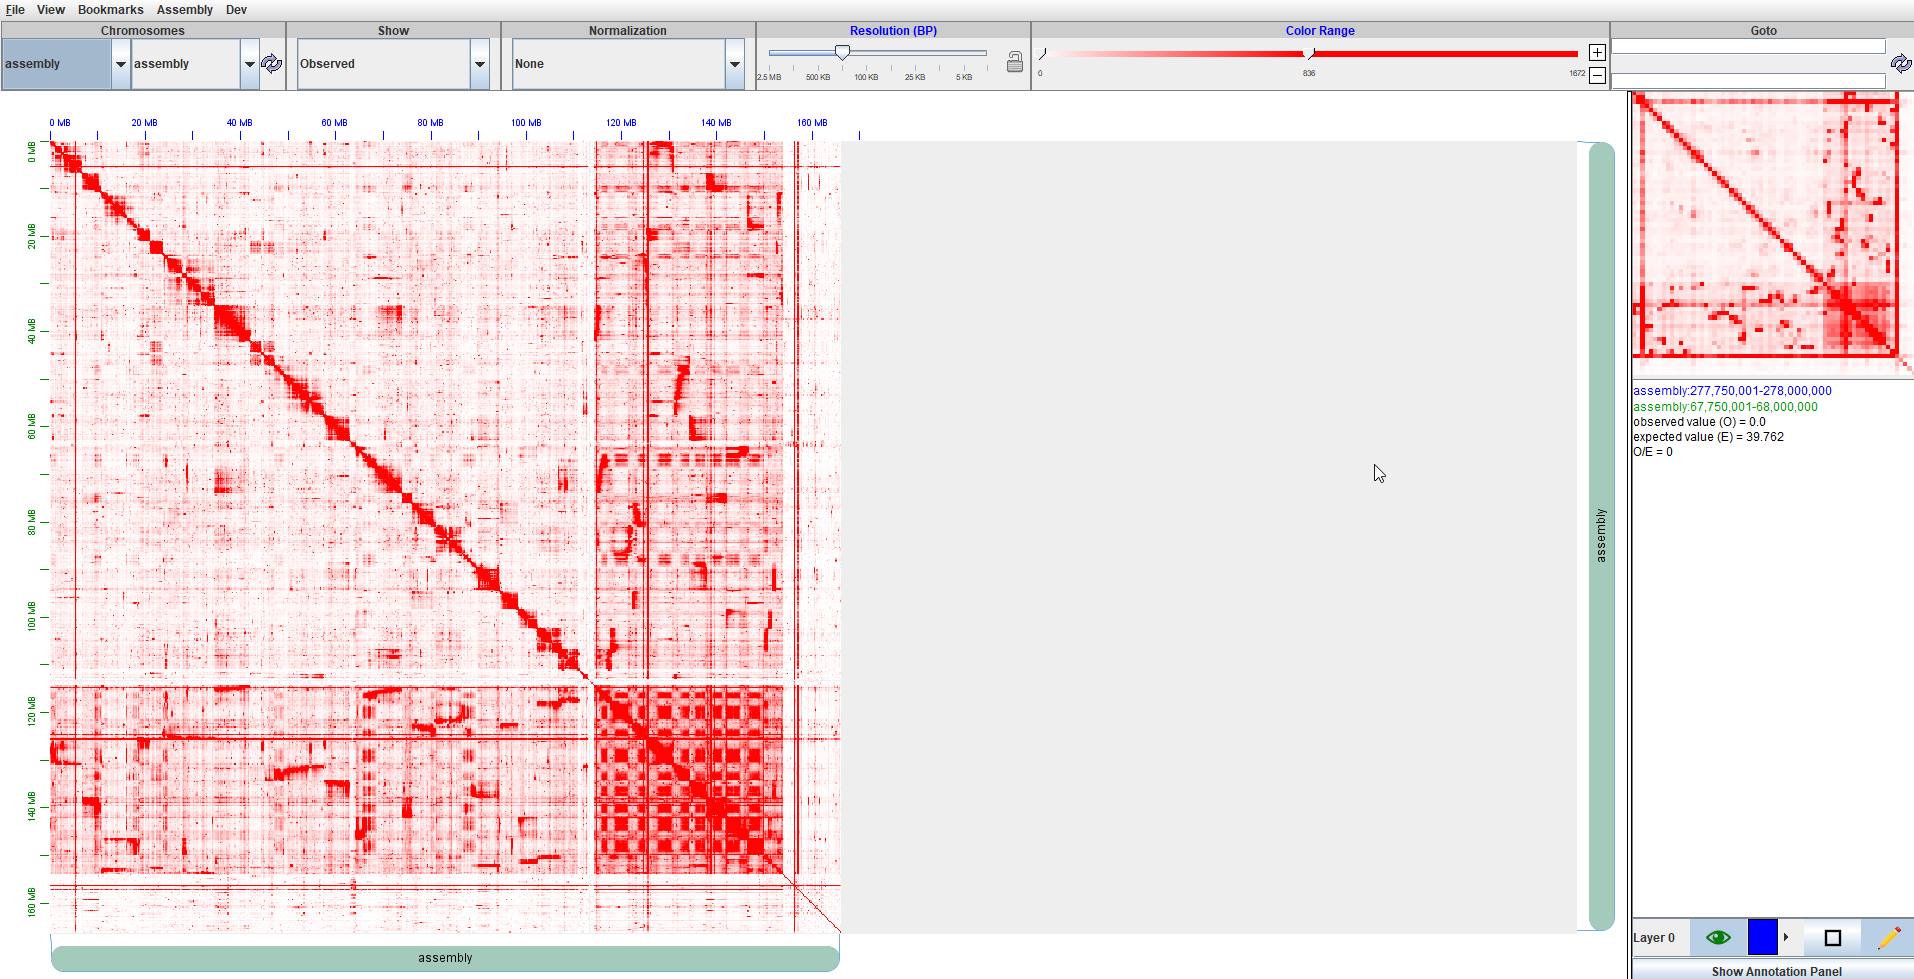 File View Bookmarks Assembly Dev
Chromosomes Show Normalization Resolution (BP) Color Range Goto
assembly assembly Observed None
2.5 MB 500 KB 100 KB 25 KB 5 KB
0 836 1672
0 MB 20 MB 40 MB 60 MB 80 MB 100 MB 120 MB 140 MB 160 MB
0 MB
20 MB
40 MB
60 MB
80 MB
100 MB
120 MB
140 MB
160 MB
assembly
assembly
assembly:277,750,001-278,000,000
assembly:67,750,001-68,000,000
observed value (O) = 0.0
expected value (E) = 39.762
O/E = 0
Layer 0
Show Annotation Panel